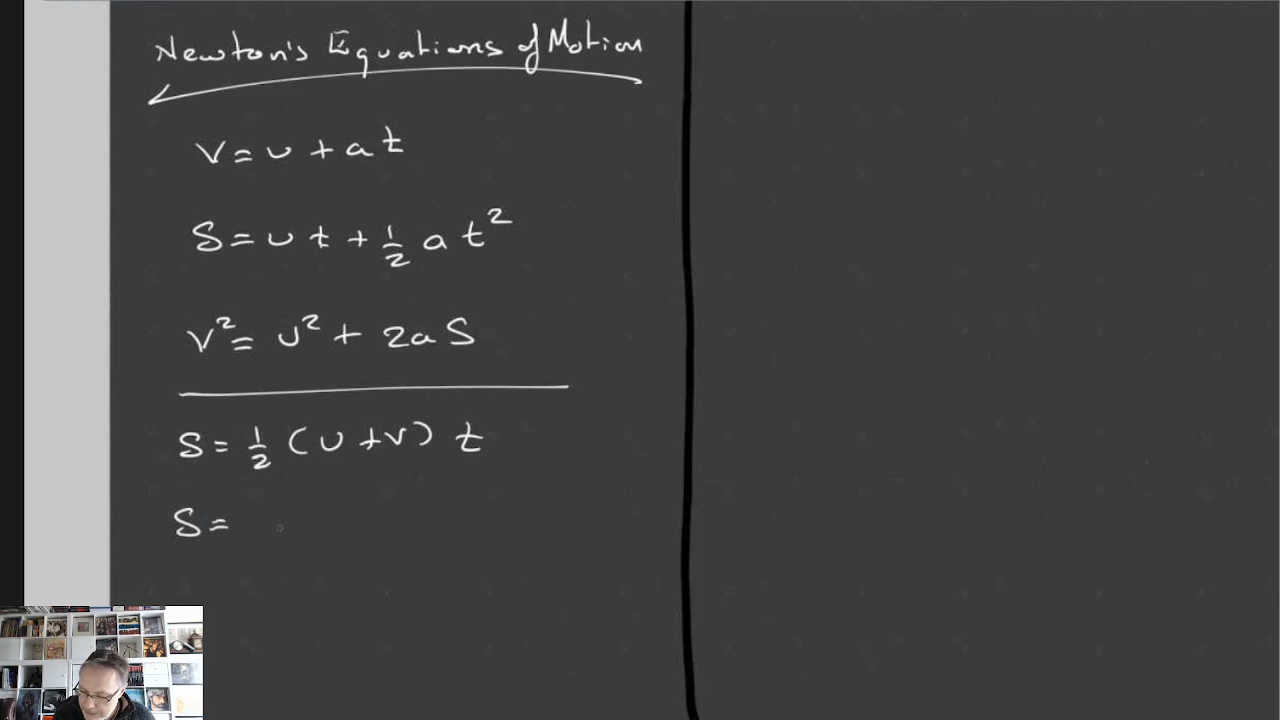 Newton's Equations of Motion
v = u + at
S = ut + ½ at²
v² = u² + 2aS
S = ½ (u + v) t
S =